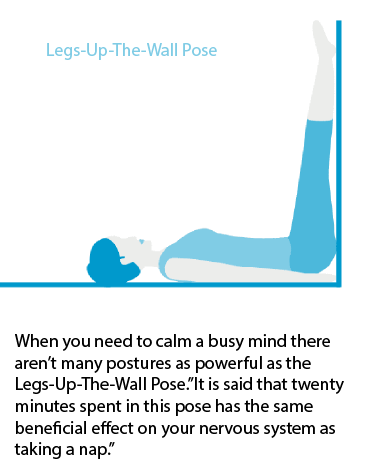 Legs-Up-The-Wall Pose
When you need to calm a busy mind there
aren't many postures as powerful as the
Legs-Up-The-Wall Pose.”It is said that twenty
minutes spent in this pose has the same
beneficial effect on your nervous system as
taking a nap.”